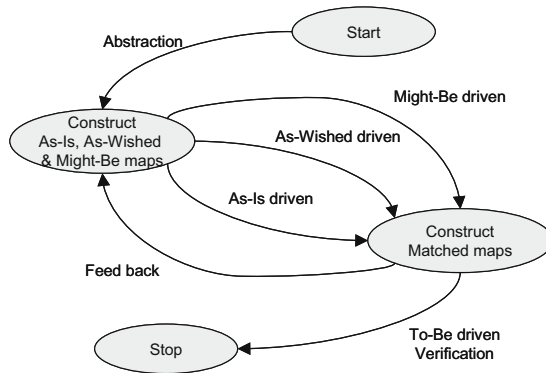 Start
Abstraction
Might-Be driven
Construct
As-Is, As-Wished
& Might-Be maps
As-Wished driven
As-Is driven
Construct
Matched maps
Feed back
To-Be driven
Verification
Stop